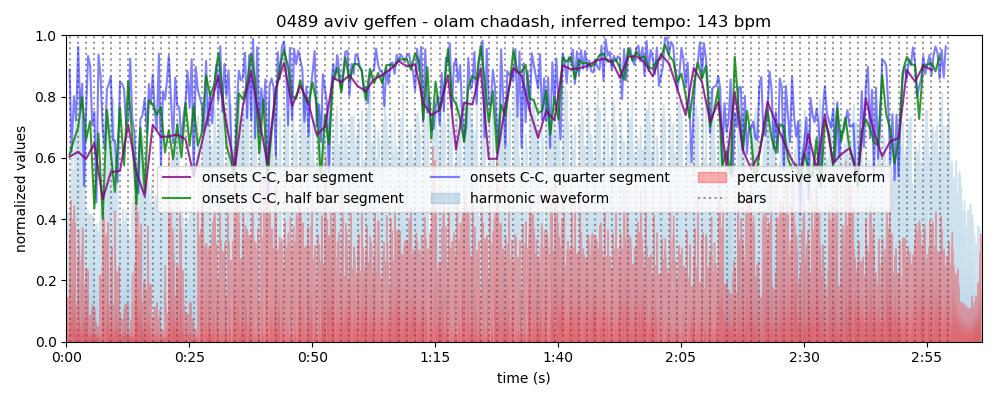 0489 aviv geffen - olam chadash, inferred tempo: 143 bpm
normalized values
1.0
0.8
0.6
0.4
0.2
0.0
onsets C-C, bar segment
onsets C-C, half bar segment
onsets C-C, quarter segment
harmonic waveform
percussive waveform
bars
0:00 0:25 0:50 1:15 1:40 2:05 2:30 2:55
time (s)